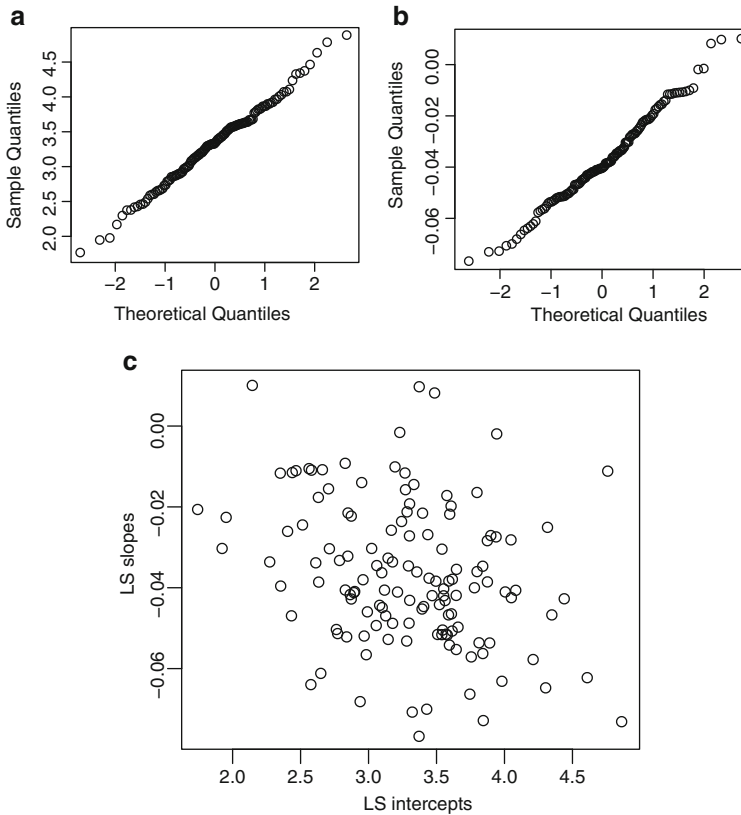 a
Sample Quantiles
4.5
4.0
3.5
3.0
2.5
2.0
−2 −1 0 1 2
Theoretical Quantiles
b
Sample Quantiles
0.00
−0.02
−0.04
−0.06
−2 −1 0 1 2
Theoretical Quantiles
c
LS slopes
0.00
−0.02
−0.04
−0.06
2.0 2.5 3.0 3.5 4.0 4.5
LS intercepts